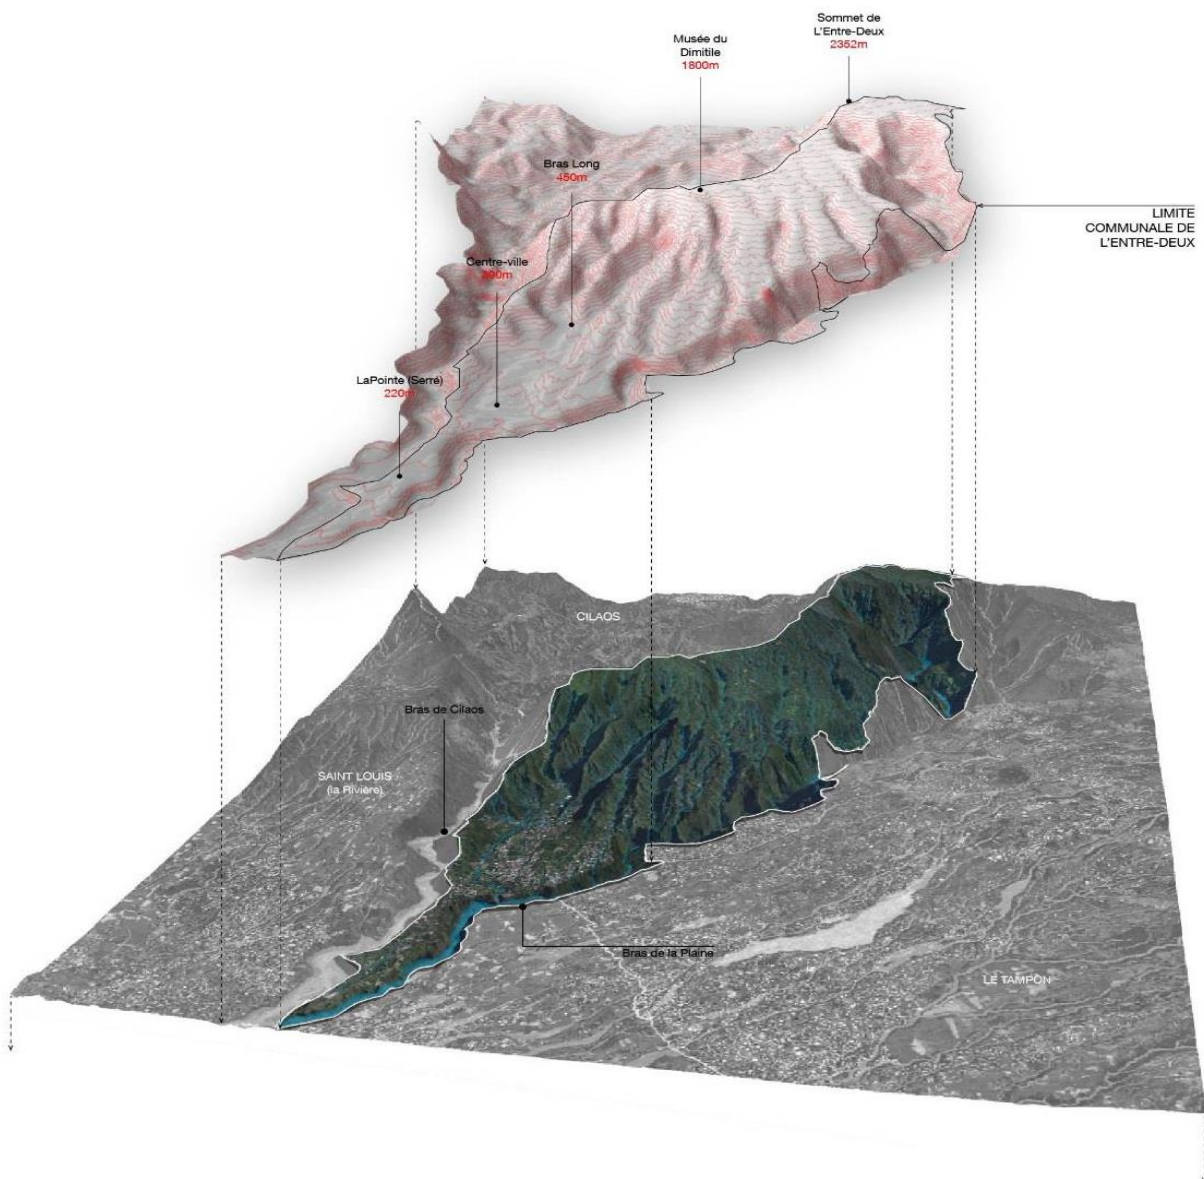 Sommet de
L'Entre-Deux
2352m
Musée du
Dimitile
1800m
Bras Long
450m
LIMITE
COMMUNALE DE
L'ENTRE-DEUX
Centre-ville
LaPointe (Serré)
220m
CILAOS
Bras de Cilaos
SAINT LOUIS
(la Rivière)
Bras de la Plaine
LE TAMPON